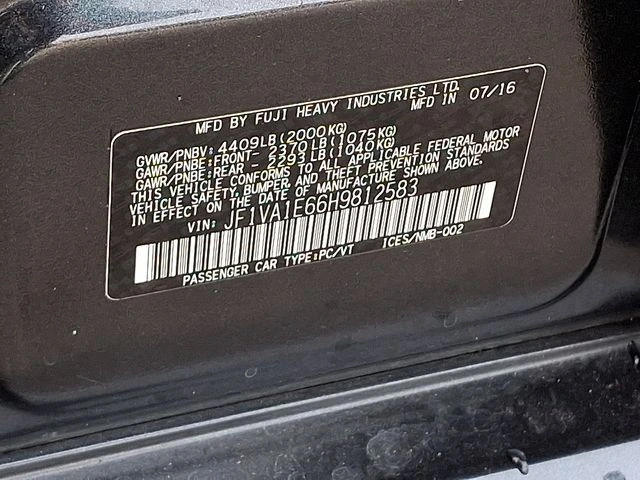 MFD BY FUJI HEAVY INDUSTRIES LTD.
MFD IN 07/16
GVWR/PNBV: 4409LB(2000KG)
GAWR/PNBE: FRONT- 2370LB(1075KG)
GAWR/PNBE: REAR - 2293LB(1040KG)
THIS VEHICLE CONFORMS TO ALL APPLICABLE FEDERAL MOTOR
VEHICLE SAFETY, BUMPER, AND THEFT PREVENTION STANDARDS
IN EFFECT ON THE DATE OF MANUFACTURE SHOWN ABOVE.
VIN: JF1VA1E66H9812583
PASSENGER CAR TYPE:PC/VT ICES/NMB-002